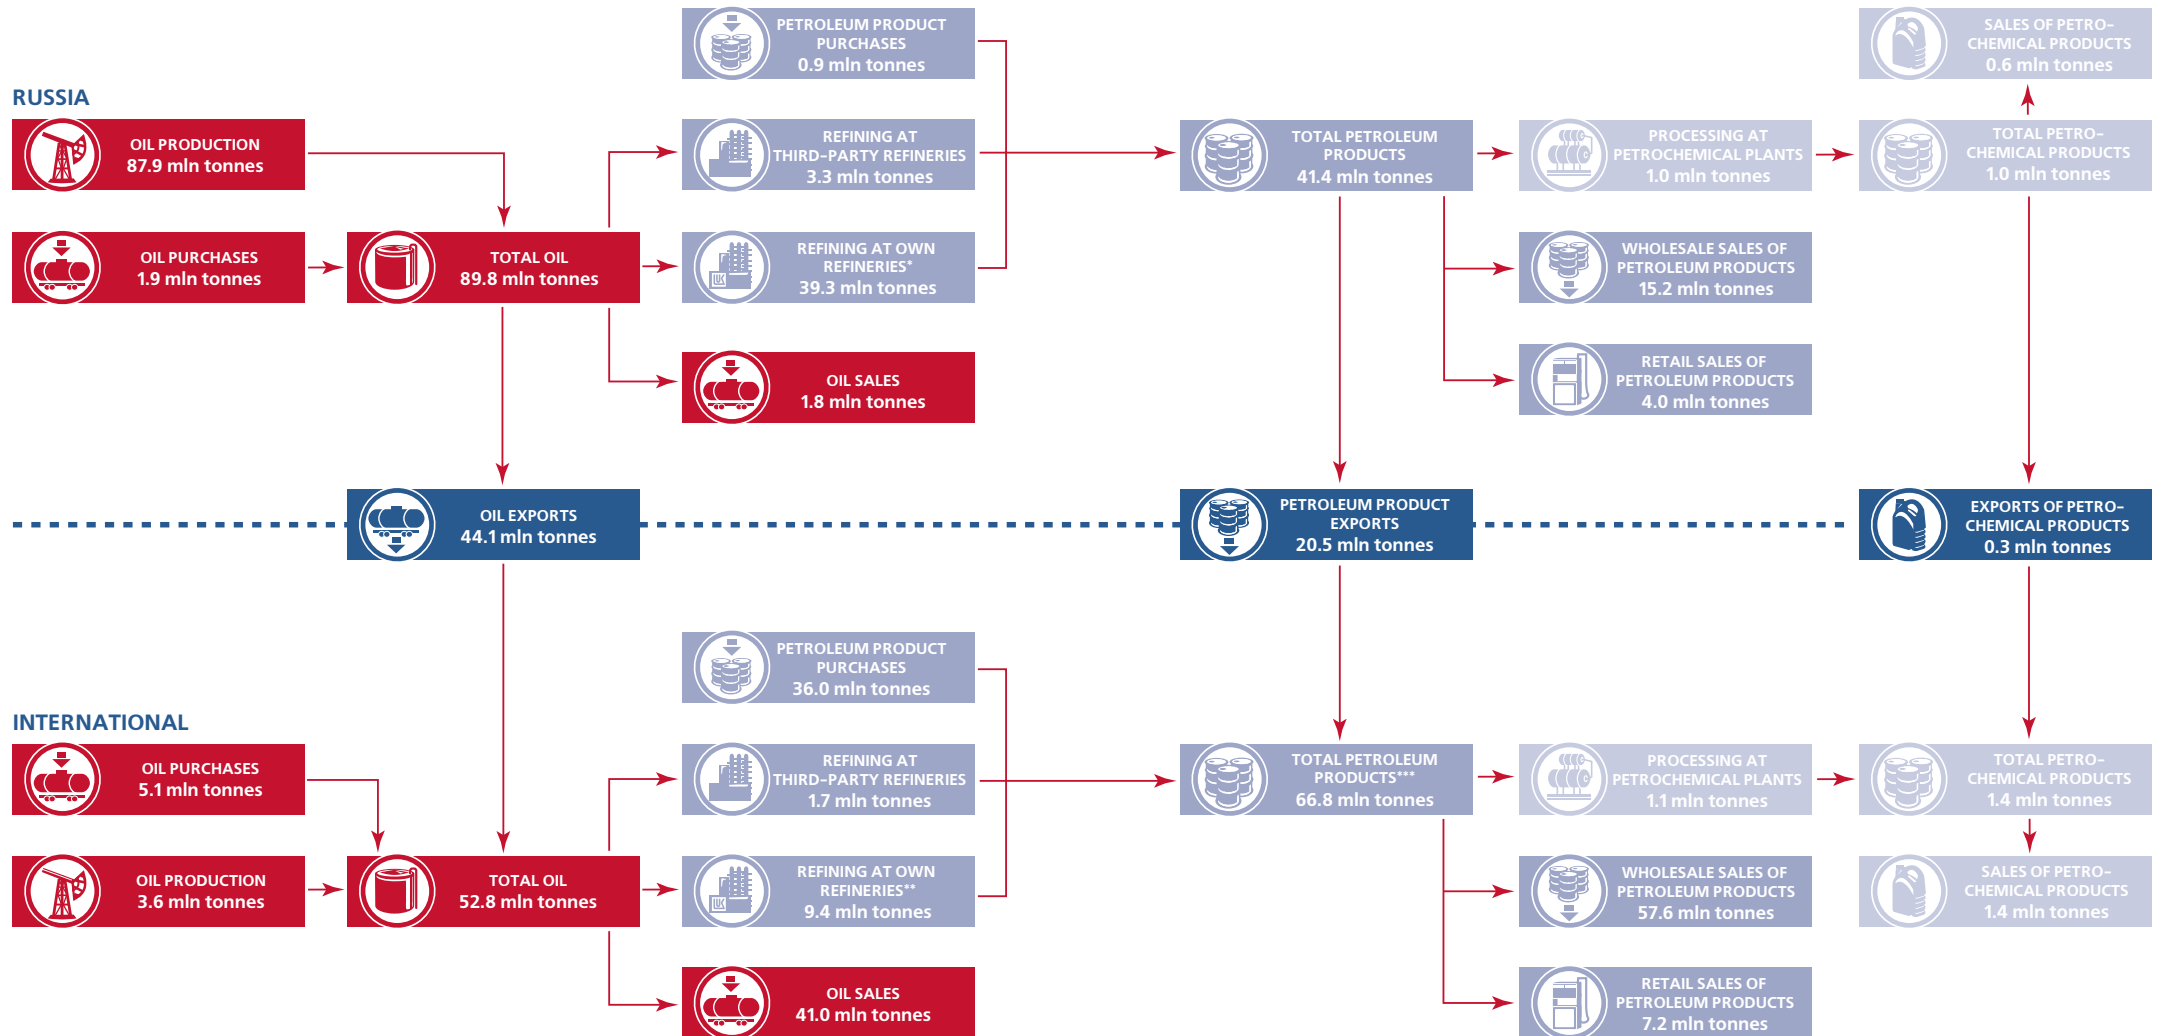 PETROLEUM PRODUCT
PURCHASES
0.9 mln tonnes
SALES OF PETRO-
CHEMICAL PRODUCTS
0.6 mln tonnes
RUSSIA
OIL PRODUCTION
87.9 mln tonnes
REFINING AT
THIRD-PARTY REFINERIES
3.3 mln tonnes
TOTAL PETROLEUM
PRODUCTS
41.4 mln tonnes
PROCESSING AT
PETROCHEMICAL PLANTS
1.0 mln tonnes
TOTAL PETRO-
CHEMICAL PRODUCTS
1.0 mln tonnes
OIL PURCHASES
1.9 mln tonnes
TOTAL OIL
89.8 mln tonnes
REFINING AT OWN
REFINERIES*
39.3 mln tonnes
WHOLESALE SALES OF
PETROLEUM PRODUCTS
15.2 mln tonnes
OIL SALES
1.8 mln tonnes
RETAIL SALES OF
PETROLEUM PRODUCTS
4.0 mln tonnes
OIL EXPORTS
44.1 mln tonnes
PETROLEUM PRODUCT
EXPORTS
20.5 mln tonnes
EXPORTS OF PETRO-
CHEMICAL PRODUCTS
0.3 mln tonnes
PETROLEUM PRODUCT
PURCHASES
36.0 mln tonnes
INTERNATIONAL
OIL PURCHASES
5.1 mln tonnes
REFINING AT
THIRD-PARTY REFINERIES
1.7 mln tonnes
TOTAL PETROLEUM
PRODUCTS***
66.8 mln tonnes
PROCESSING AT
PETROCHEMICAL PLANTS
1.1 mln tonnes
TOTAL PETRO-
CHEMICAL PRODUCTS
1.4 mln tonnes
OIL PRODUCTION
3.6 mln tonnes
TOTAL OIL
52.8 mln tonnes
REFINING AT OWN
REFINERIES**
9.4 mln tonnes
WHOLESALE SALES OF
PETROLEUM PRODUCTS
57.6 mln tonnes
SALES OF PETRO-
CHEMICAL PRODUCTS
1.4 mln tonnes
OIL SALES
41.0 mln tonnes
RETAIL SALES OF
PETROLEUM PRODUCTS
7.2 mln tonnes